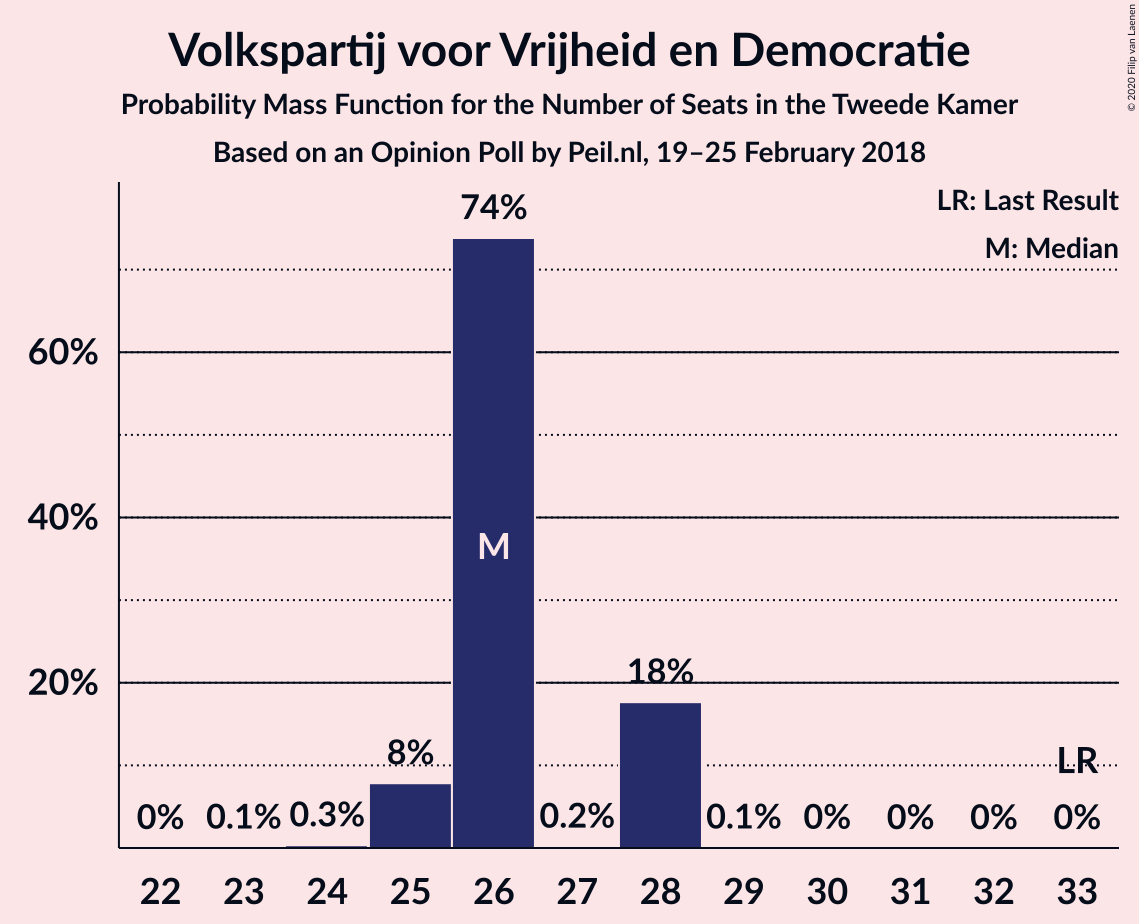 Volkspartij voor Vrijheid en Democratie
Probability Mass Function for the Number of Seats in the Tweede Kamer
Based on an Opinion Poll by Peil.nl, 19–25 February 2018
© 2020 Filip van Laenen
LR: Last Result
M: Median
74%
60%
40%
M
20%
18%
8%
LR
0% 0.1% 0.3% 0.2% 0.1% 0% 0% 0% 0%
22 23 24 25 26 27 28 29 30 31 32 33